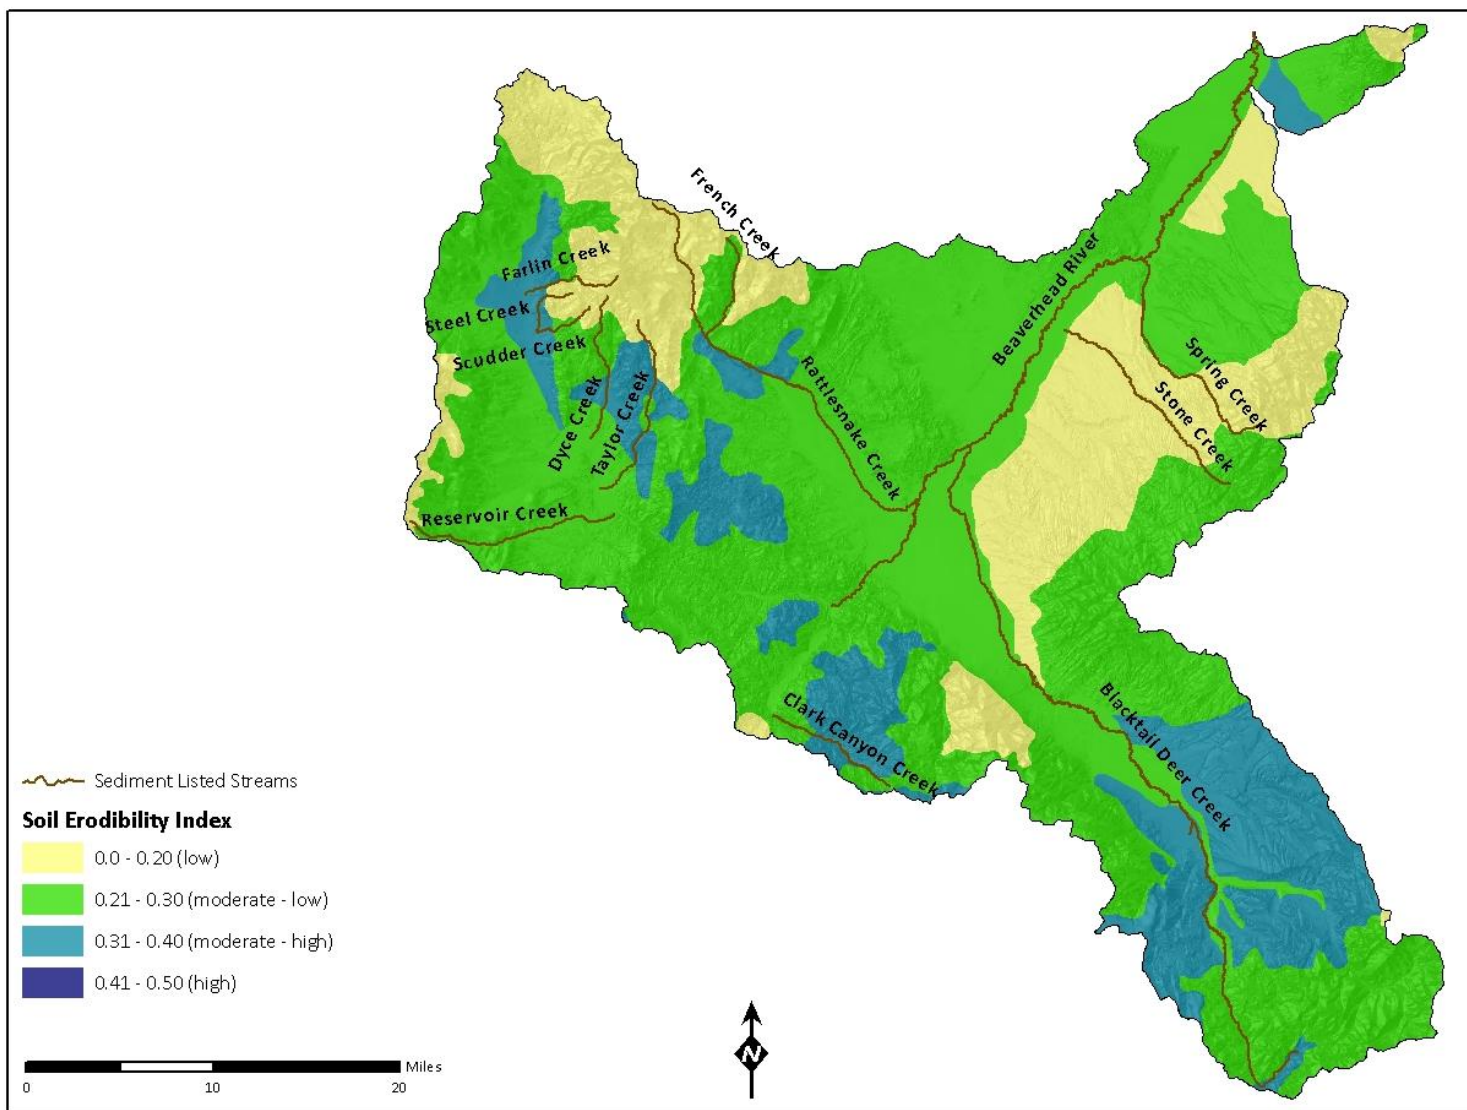 French Creek
Farlin Creek
Steel Creek
Scudder Creek
Dyce Creek
Taylor Creek
Reservoir Creek
Rattlesnake Creek
Beaverhead River
Spring Creek
Stone Creek
Clark Canyon Creek
Blacktail Deer Creek
Sediment Listed Streams
Soil Erodibility Index
0.0 - 0.20 (low)
0.21 - 0.30 (moderate - low)
0.31 - 0.40 (moderate - high)
0.41 - 0.50 (high)
Miles
0 10 20
N